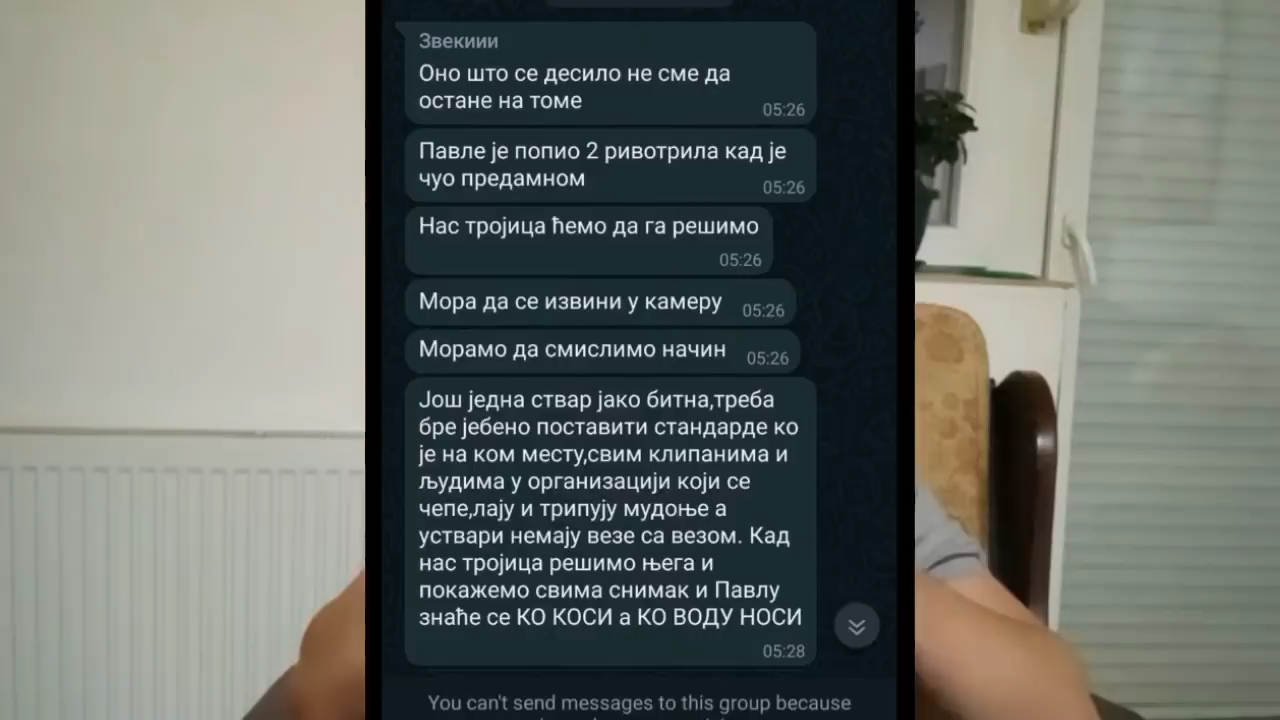 Звекиии
Оно што се десило не сме да
остане на томе
05:26
Павле је попио 2 ривотрила кад је
чуо предамном
05:26
Нас тројица ћемо да га решимо
05:26
Мора да се извини у камеру 05:26
Морамо да смислимо начин 05:26
Још једна ствар јако битна,треба
бре јебено поставити стандарде ко
је на ком месту,свим клипанима и
људима у организацији који се
чепе,лају и трипују мудоње а
уствари немају везе са везом. Кад
нас тројица решимо њега и
покажемо свима снимак и Павлу
знаће се КО КОСИ а КО ВОДУ НОСИ
05:28
You can't send messages to this group because